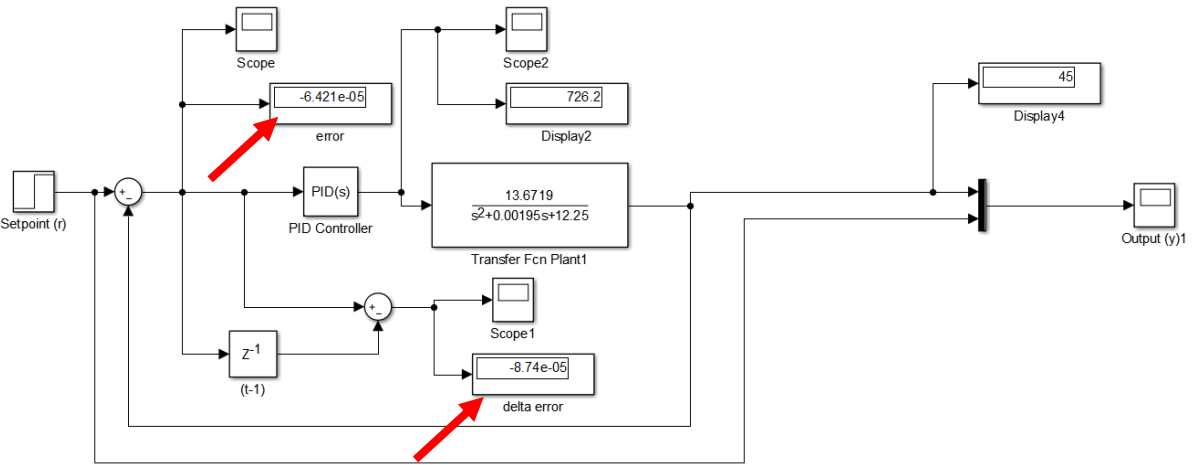 Scope
-6.421e-05
error
Scope2
726.2
Display2
45
Display4
Setpoint (r)
+
−
PID(s)
PID Controller
13.6719
s2+0.00195s+12.25
Transfer Fcn Plant1
Output (y)1
+
−
Scope1
Z-1
(t-1)
-8.74e-05
delta error